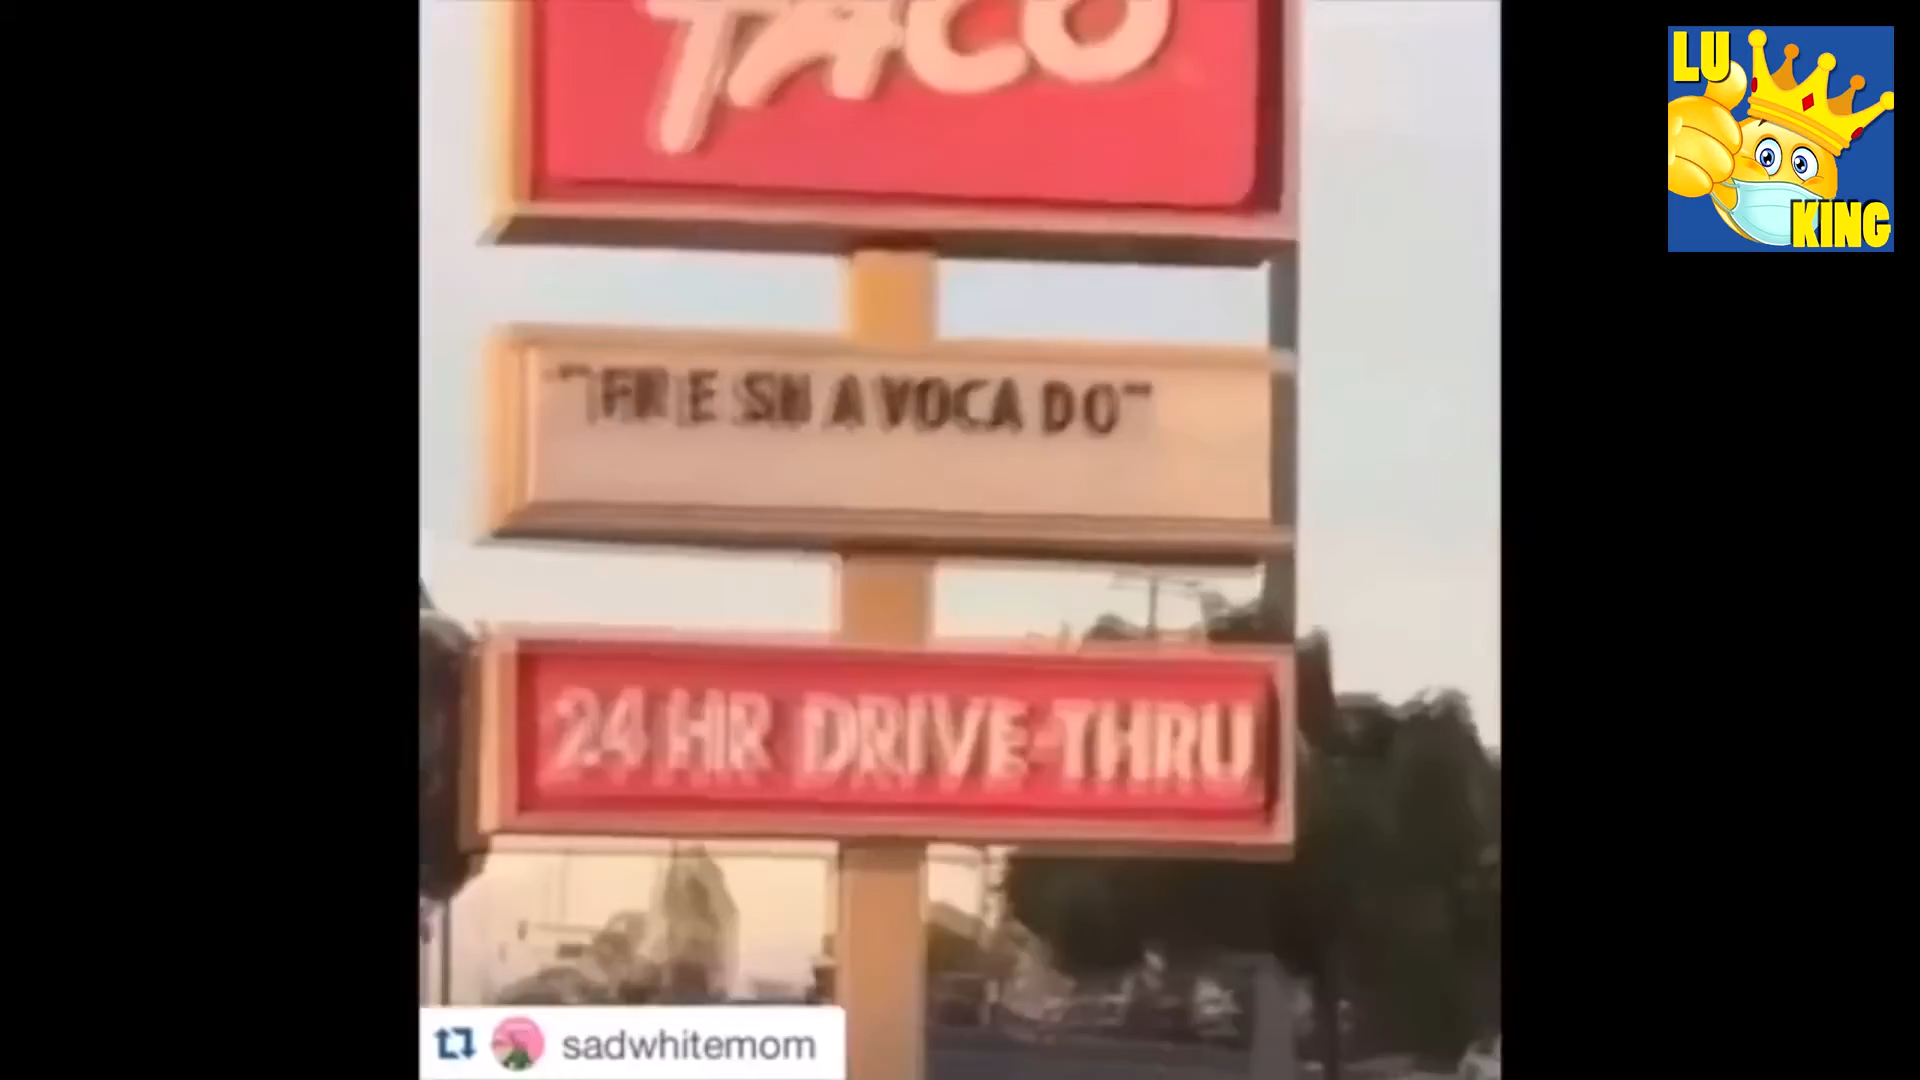 TACO
"FRESH AVOCADO"
24 HR DRIVE-THRU
sadwhitemom
LU
KING